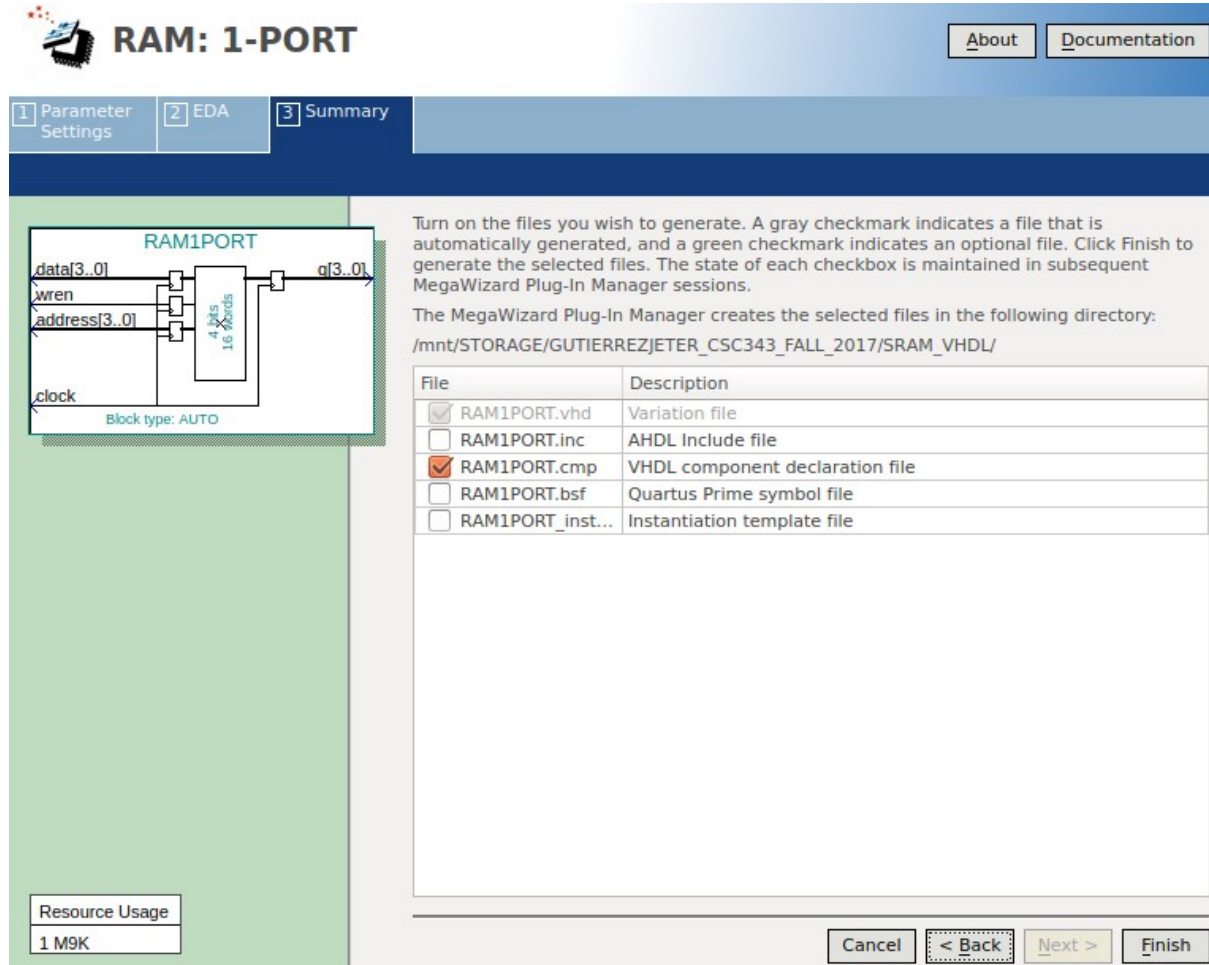 RAM: 1-PORT
About
Documentation
1 Parameter Settings
2 EDA
3 Summary
RAM1PORT
data[3..0]
q[3..0]
wren
address[3..0]
4 bits
16 words
clock
Block type: AUTO
Turn on the files you wish to generate. A gray checkmark indicates a file that is
automatically generated, and a green checkmark indicates an optional file. Click Finish to
generate the selected files. The state of each checkbox is maintained in subsequent
MegaWizard Plug-In Manager sessions.
The MegaWizard Plug-In Manager creates the selected files in the following directory:
/mnt/STORAGE/GUTIERREZJETER_CSC343_FALL_2017/SRAM_VHDL/
File Description
RAM1PORT.vhd Variation file
RAM1PORT.inc AHDL Include file
RAM1PORT.cmp VHDL component declaration file
RAM1PORT.bsf Quartus Prime symbol file
RAM1PORT_inst... Instantiation template file
Resource Usage
1 M9K
Cancel
< Back
Next >
Finish